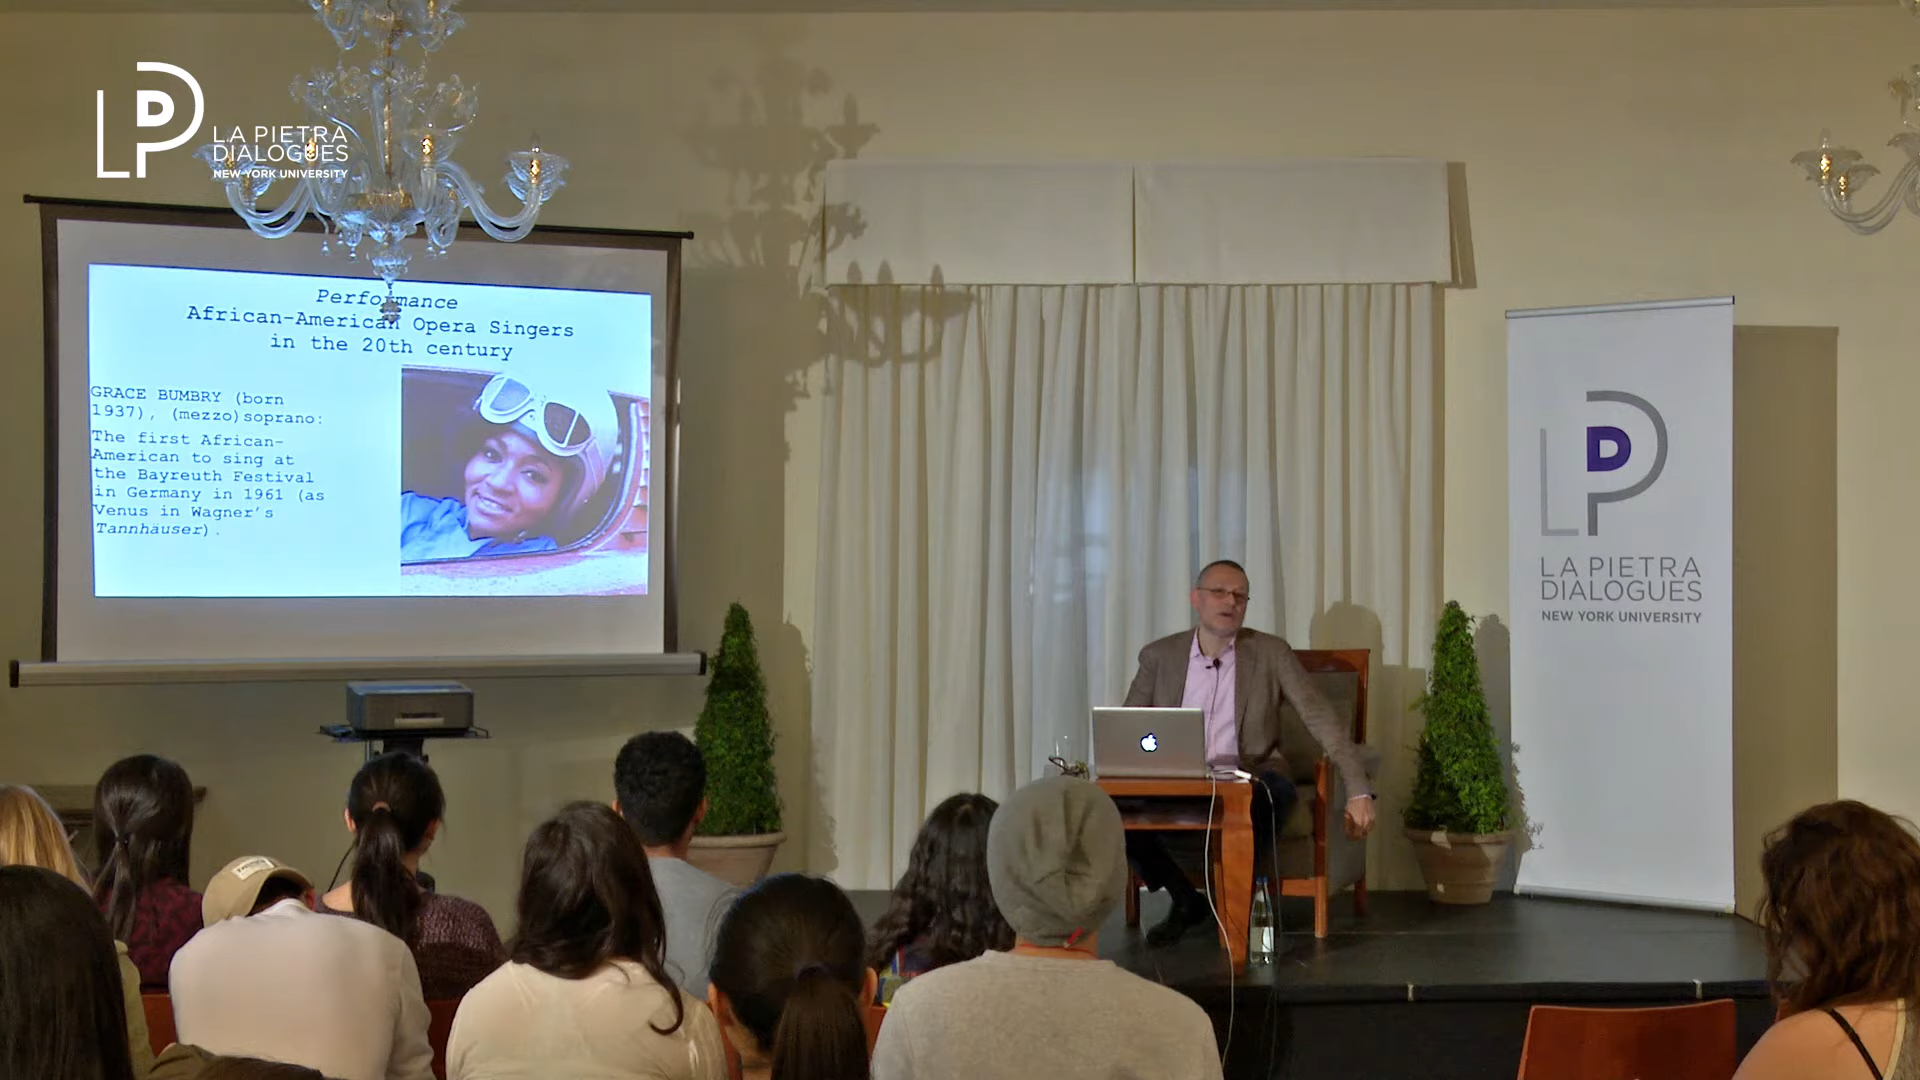 LA PIETRA
DIALOGUES
NEW YORK UNIVERSITY
Performance
African-American Opera Singers
in the 20th century
GRACE BUMBRY (born
1937), (mezzo)soprano:
The first African-
American to sing at
the Bayreuth Festival
in Germany in 1961 (as
Venus in Wagner's
Tannhäuser).
LA PIETRA
DIALOGUES
NEW YORK UNIVERSITY